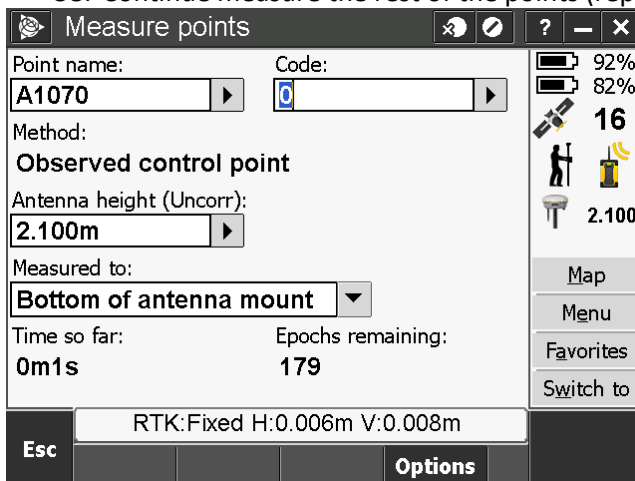 Measure points
? – ×
Point name: Code:
A1070 0
Method:
Observed control point
Antenna height (Uncorr):
2.100m
Measured to:
Bottom of antenna mount
Time so far: Epochs remaining:
0m1s 179
RTK:Fixed H:0.006m V:0.008m
Esc
Options
92%
82%
16
2.100
Map
Menu
Favorites
Switch to